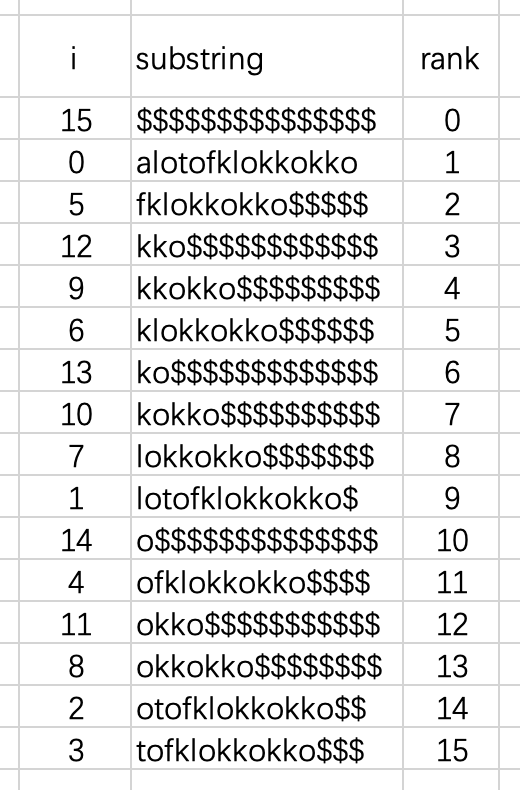 i substring rank
15 $$$$$$$$$$$$$$$ 0
0 alotofklokkokko 1
5 fklokkokko$$$$$ 2
12 kko$$$$$$$$$$$$ 3
9 kkokko$$$$$$$$$ 4
6 klokkokko$$$$$$ 5
13 ko$$$$$$$$$$$$$ 6
10 kokko$$$$$$$$$$ 7
7 lokkokko$$$$$$$ 8
1 lotofklokkokko$ 9
14 o$$$$$$$$$$$$$$ 10
4 ofklokkokko$$$$ 11
11 okko$$$$$$$$$$$ 12
8 okkokko$$$$$$$$ 13
2 otofklokkokko$$ 14
3 tofklokkokko$$$ 15